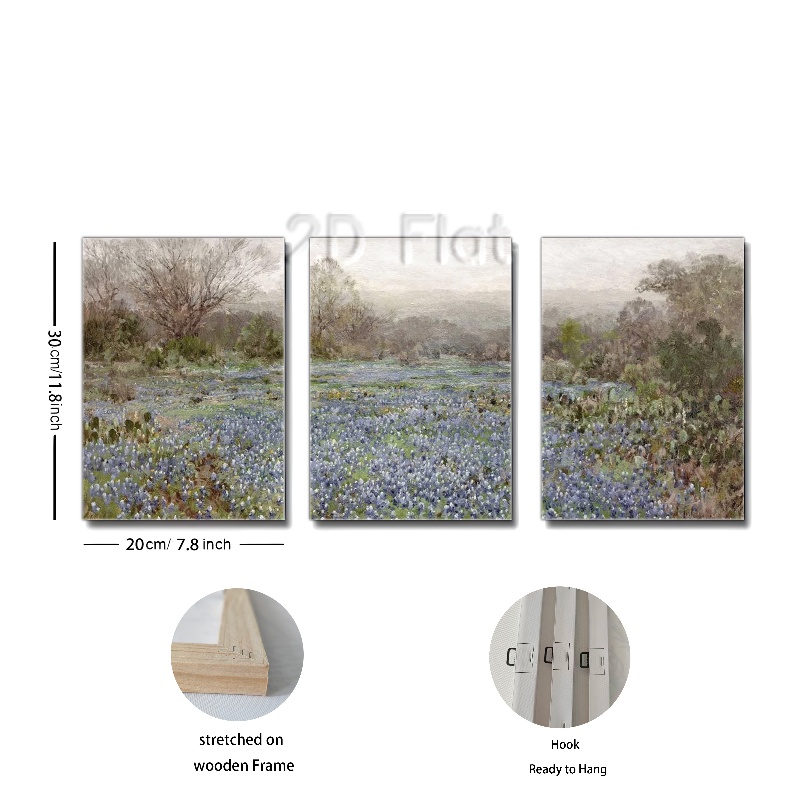 2D Flat
30cm/11.8inch
20cm/ 7.8 inch
stretched on
wooden Frame
Hook
Ready to Hang